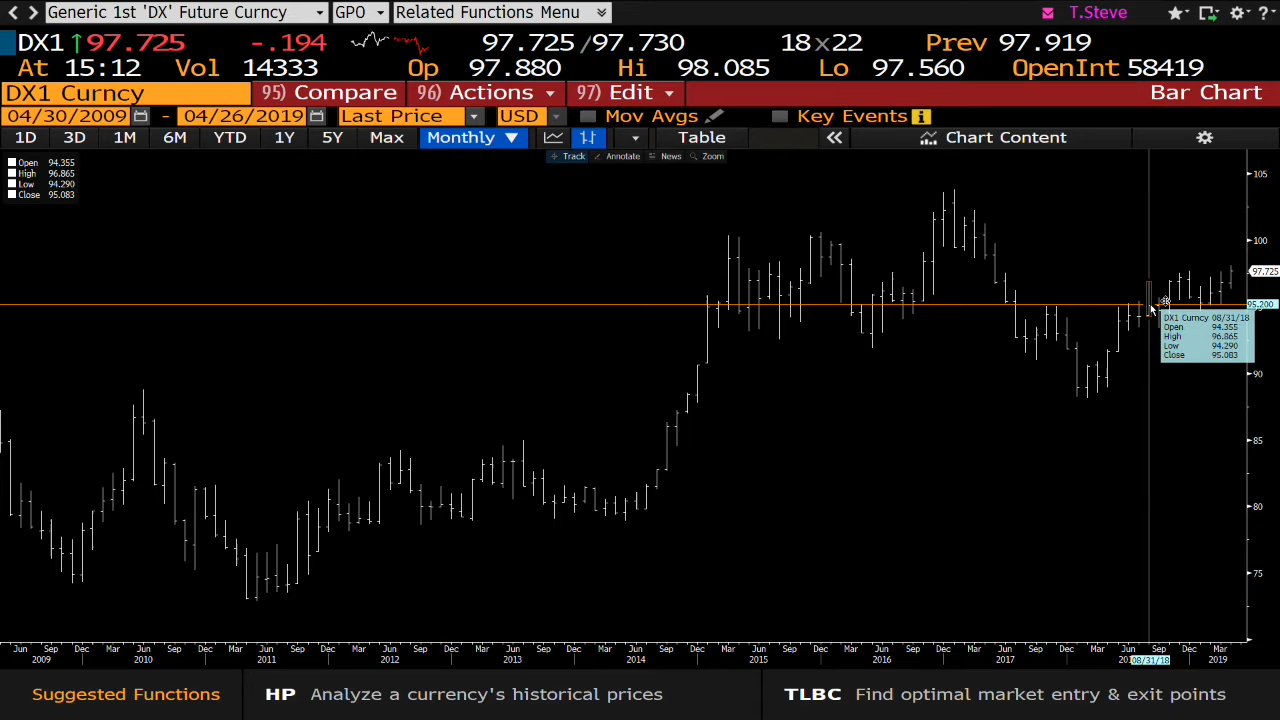 Generic 1st 'DX' Future Curncy GPO Related Functions Menu T.Steve ?
DX1 ↑97.725 -.194 97.725/97.730 18x22 Prev 97.919
At 15:12 Vol 14333 Op 97.880 Hi 98.085 Lo 97.560 OpenInt 58419
DX1 Curncy 95) Compare 96) Actions 97) Edit Bar Chart
04/30/2009 - 04/26/2019 Last Price USD Mov Avgs Key Events i
1D 3D 1M 6M YTD 1Y 5Y Max Monthly ▼ Table « Chart Content
Track Annotate News Zoom
Open 94.355
High 96.865
Low 94.290
Close 95.083
105
100
97.725
95.200
DX1 Curncy 08/31/18
Open 94.355
High 96.865
Low 94.290
Close 95.083
90
85
80
75
Jun Sep Dec Mar Jun Sep Dec Mar Jun Sep Dec Mar Jun Sep Dec Mar Jun Sep Dec Mar Jun Sep Dec Mar Jun Sep Dec Mar Jun Sep Dec Mar Jun Sep Dec Mar Jun Sep Dec Mar
2009 2010 2011 2012 2013 2014 2015 2016 2017 08/31/18 2019
Suggested Functions HP Analyze a currency's historical prices TLBC Find optimal market entry & exit points